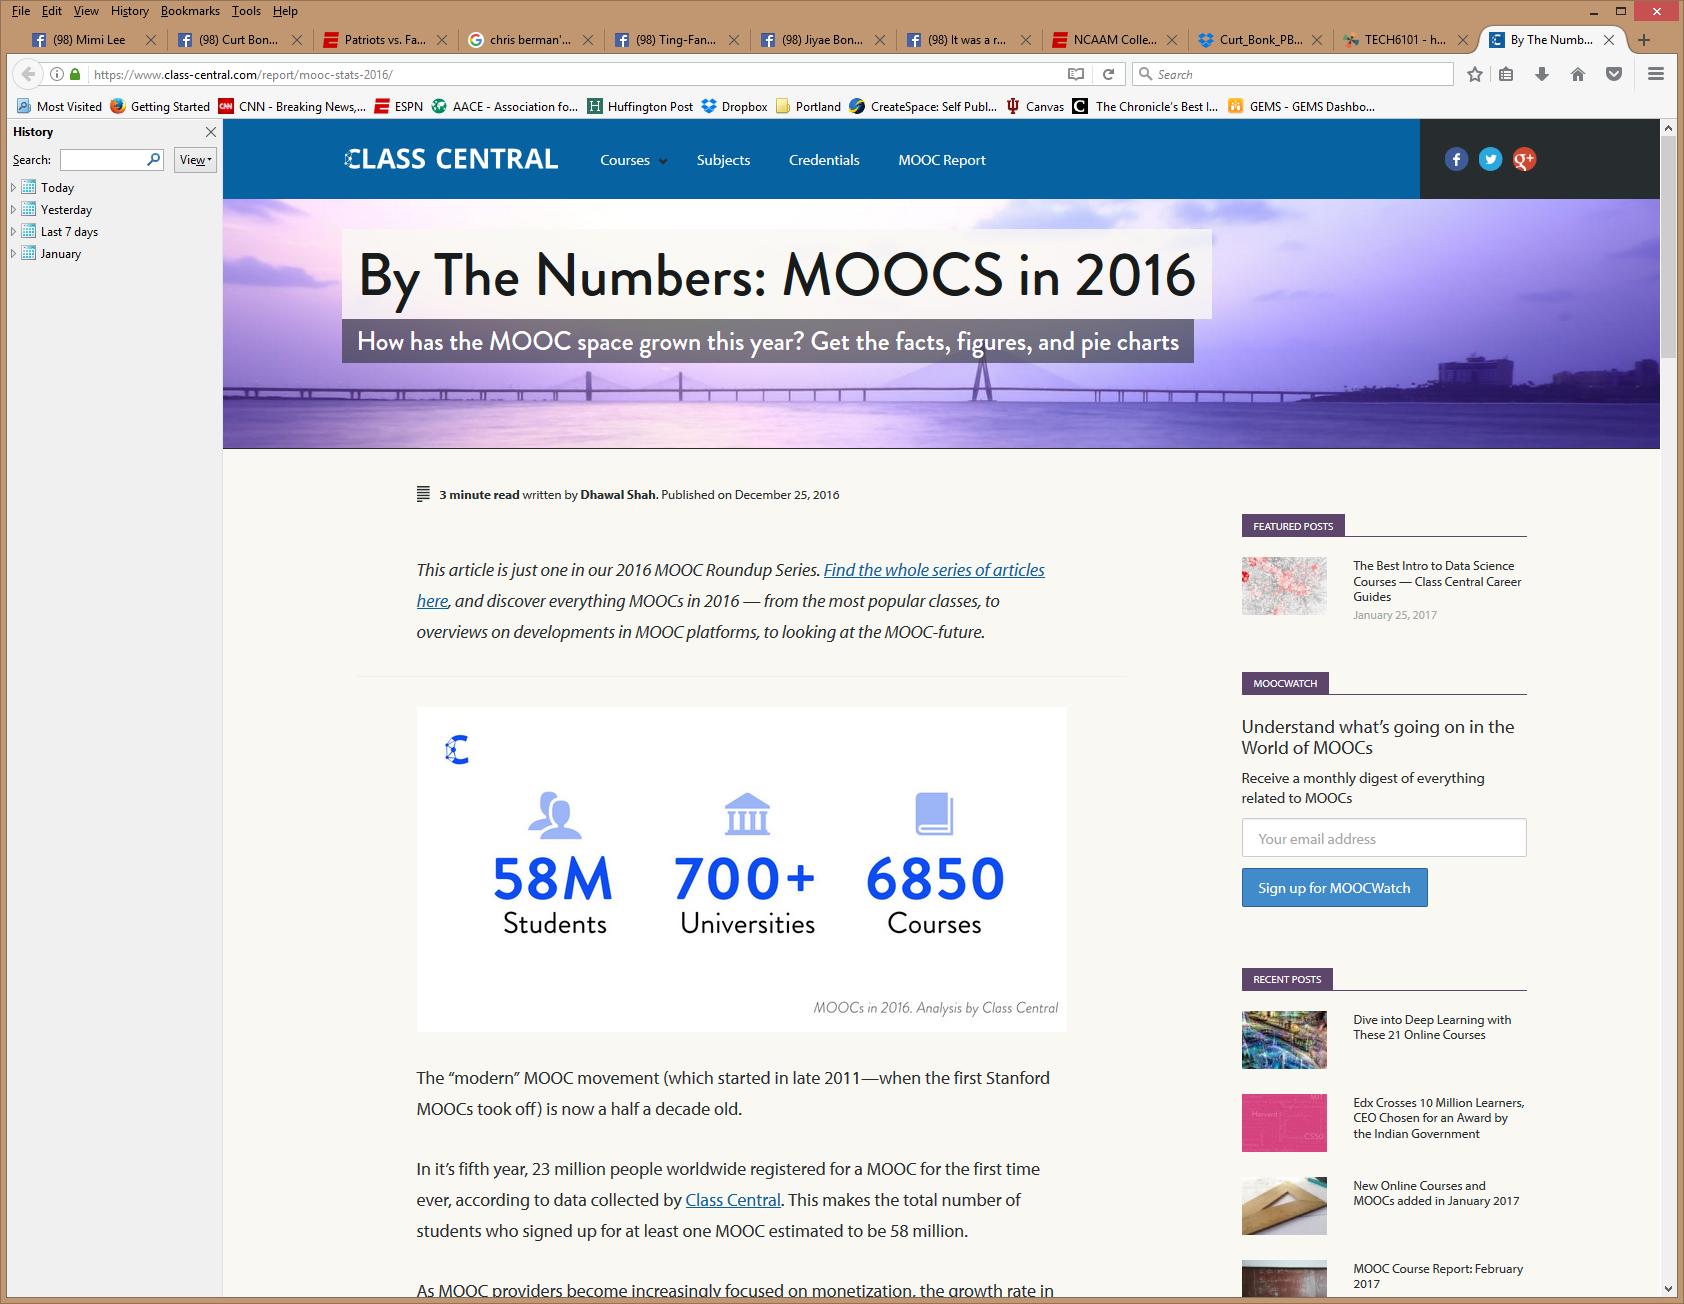 File Edit View History Bookmarks Tools Help
(98) Mimi Lee (98) Curt Bon... Patriots vs. Fa... chris berman'... (98) Ting-Fan... (98) Jiyae Bon... (98) It was a r... NCAAM Colle... Curt_Bonk_PB... TECH6101 - h... By The Numb...
https://www.class-central.com/report/mooc-stats-2016/ Search
Most Visited Getting Started CNN - Breaking News,... ESPN AACE - Association fo... Huffington Post Dropbox Portland CreateSpace: Self Publ... Canvas The Chronicle's Best I... GEMS - GEMS Dashbo...
History
Search: View
Today
Yesterday
Last 7 days
January
CLASS CENTRAL Courses Subjects Credentials MOOC Report
By The Numbers: MOOCS in 2016
How has the MOOC space grown this year? Get the facts, figures, and pie charts
3 minute read written by Dhawal Shah. Published on December 25, 2016
This article is just one in our 2016 MOOC Roundup Series. Find the whole series of articles
here, and discover everything MOOCs in 2016 — from the most popular classes, to
overviews on developments in MOOC platforms, to looking at the MOOC-future.
58M 700+ 6850
Students Universities Courses
MOOCs in 2016. Analysis by Class Central
The “modern” MOOC movement (which started in late 2011—when the first Stanford
MOOCs took off) is now a half a decade old.
In it’s fifth year, 23 million people worldwide registered for a MOOC for the first time
ever, according to data collected by Class Central. This makes the total number of
students who signed up for at least one MOOC estimated to be 58 million.
As MOOC providers become increasingly focused on monetization, the growth rate in
FEATURED POSTS
The Best Intro to Data Science
Courses — Class Central Career
Guides
January 25, 2017
MOOCWATCH
Understand what’s going on in the
World of MOOCs
Receive a monthly digest of everything
related to MOOCs
Your email address
Sign up for MOOCWatch
RECENT POSTS
Dive into Deep Learning with
These 21 Online Courses
Edx Crosses 10 Million Learners,
CEO Chosen for an Award by
the Indian Government
New Online Courses and
MOOCs added in January 2017
MOOC Course Report: February
2017